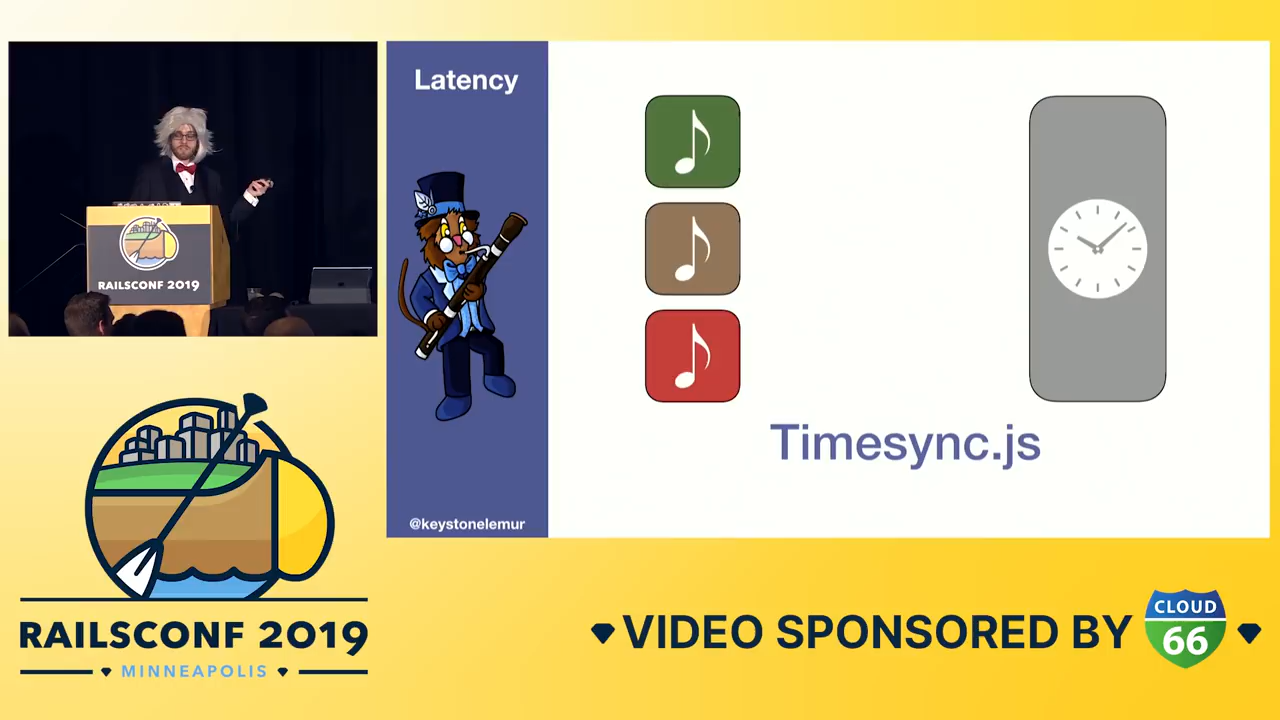 RAILSCONF 2019
Latency
@keystonelemur
Timesync.js
RAILSCONF 2019
MINNEAPOLIS
VIDEO SPONSORED BY
CLOUD
66